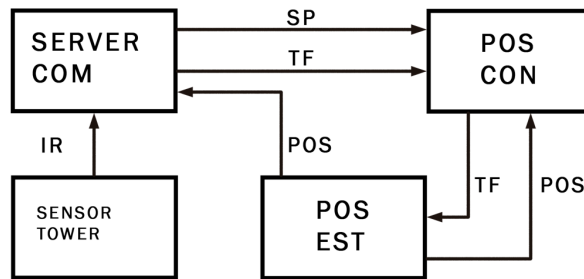 SP
SERVER
COM
POS
CON
TF
IR
POS
TF
POS
SENSOR
TOWER
POS
EST